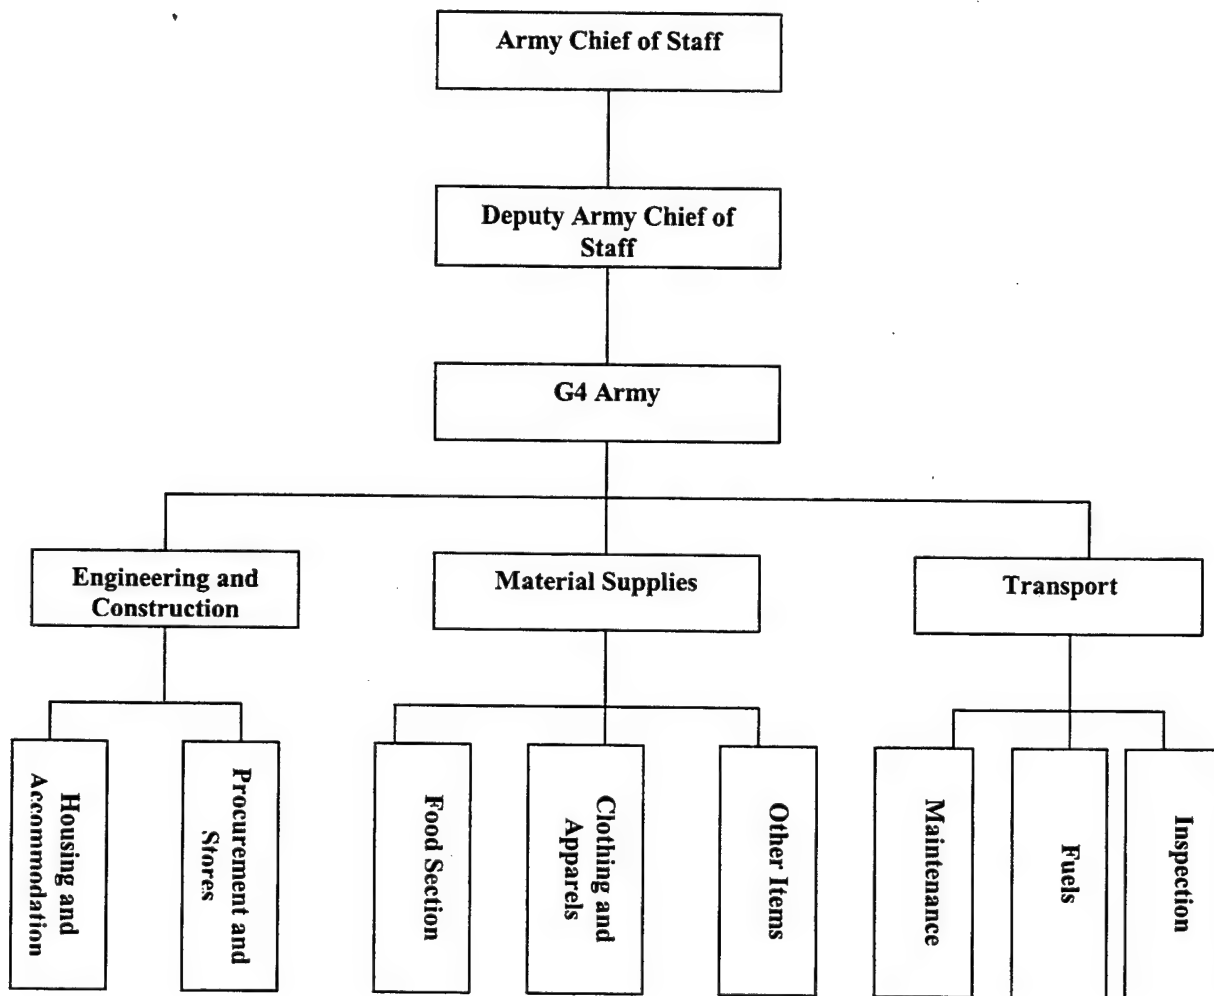 Army Chief of Staff
Deputy Army Chief of
Staff
G4 Army
Engineering and
Construction
Material Supplies
Transport
Housing and
Accommodation
Procurement and
Stores
Food Section
Clothing and
Apparels
Other Items
Maintenance
Fuels
Inspection